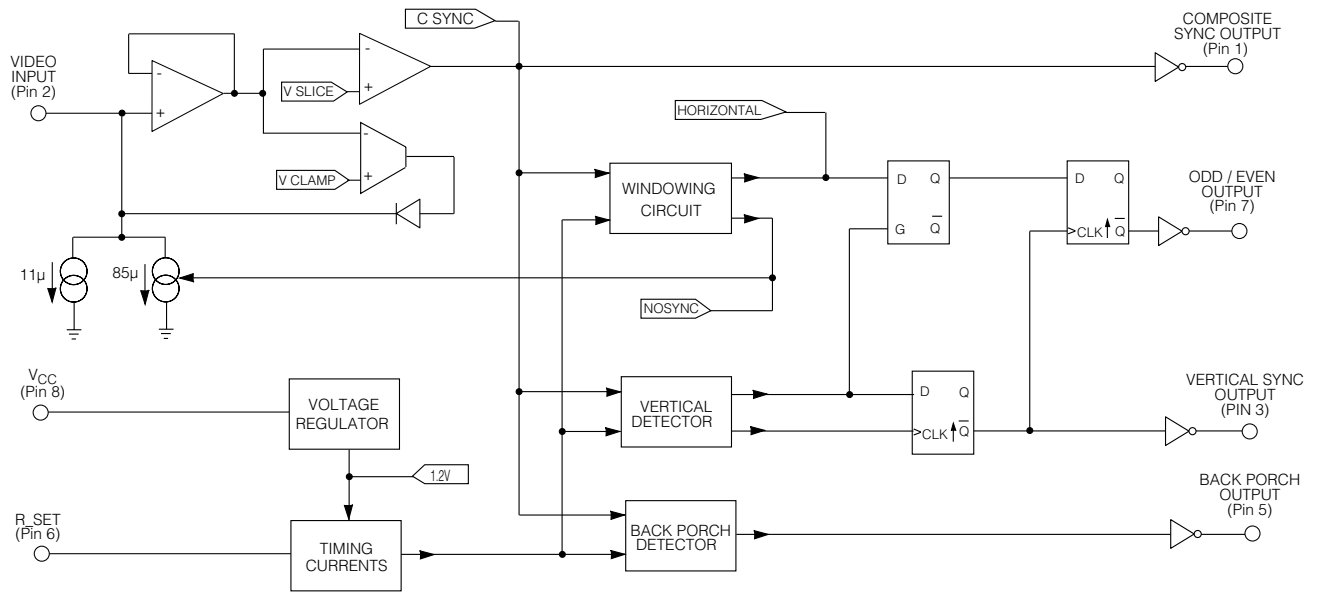 C SYNC
COMPOSITE
SYNC OUTPUT
(Pin 1)
VIDEO
INPUT
(Pin 2)
-
+
-
+
V SLICE
-
+
V CLAMP
HORIZONTAL
WINDOWING
CIRCUIT
D Q
G Q
D Q
>CLK Q
ODD / EVEN
OUTPUT
(Pin 7)
11µ
85µ
NOSYNC
VCC
(Pin 8)
VOLTAGE
REGULATOR
VERTICAL
DETECTOR
D Q
>CLK Q
VERTICAL SYNC
OUTPUT
(PIN 3)
1.2V
R_SET
(Pin 6)
TIMING
CURRENTS
BACK PORCH
DETECTOR
BACK PORCH
OUTPUT
(Pin 5)